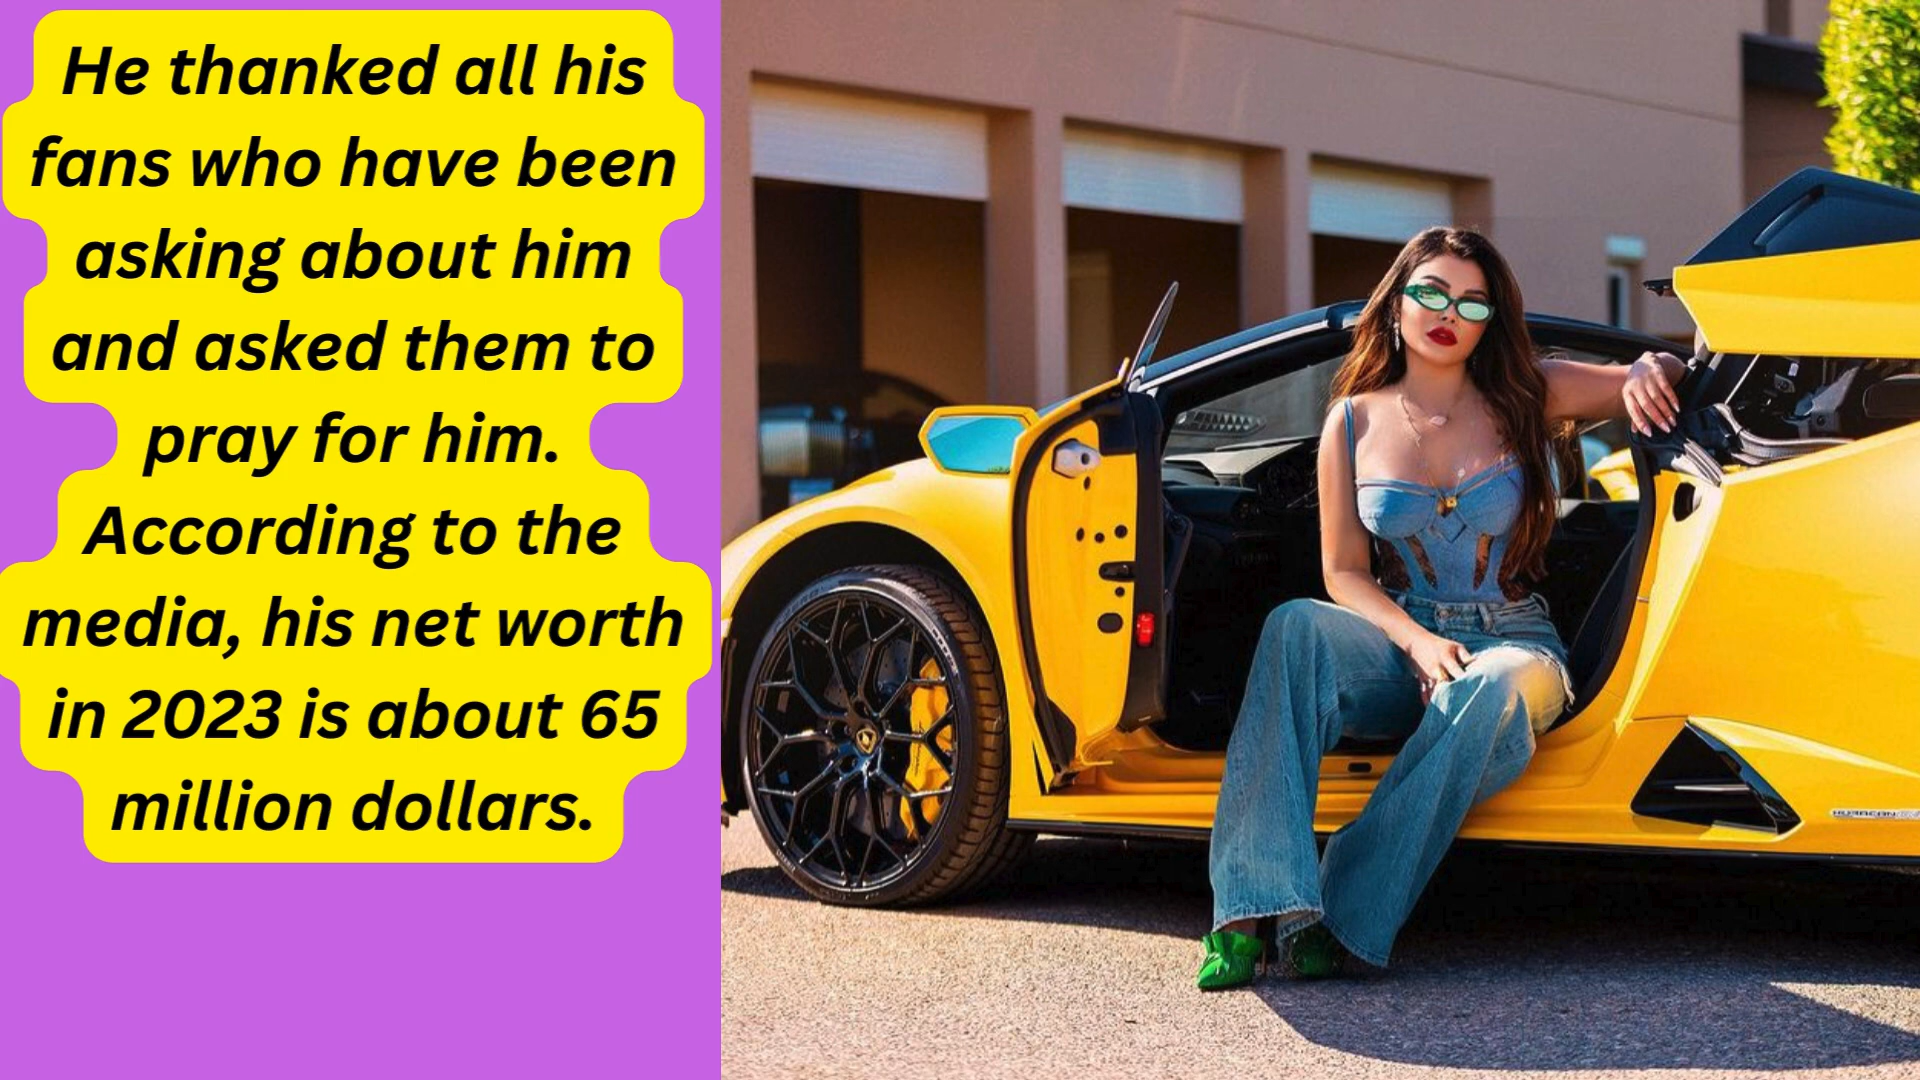 He thanked all his
fans who have been
asking about him
and asked them to
pray for him.
According to the
media, his net worth
in 2023 is about 65
million dollars.
HURACAN